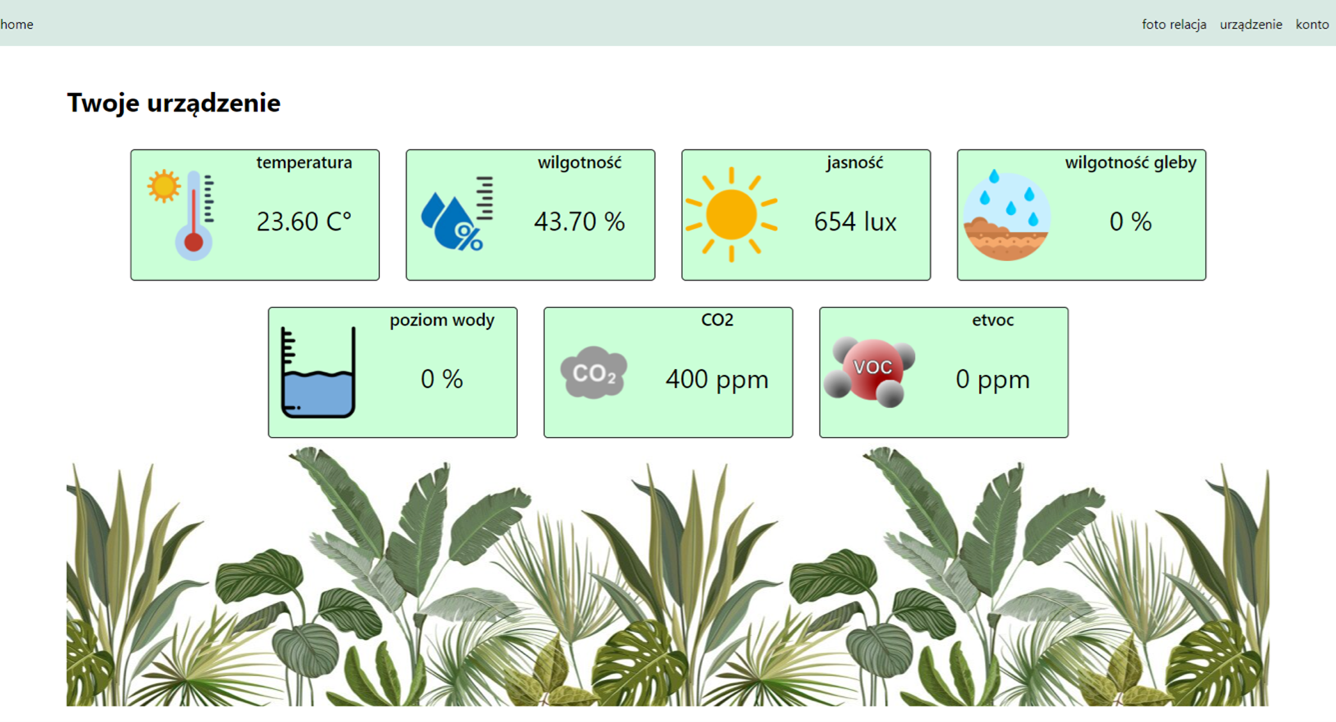 home
foto relacja urządzenie konto
Twoje urządzenie
temperatura
23.60 C°
wilgotność
%
43.70 %
jasność
654 lux
wilgotność gleby
0 %
poziom wody
0 %
CO2
CO₂
400 ppm
etvoc
VOC
0 ppm